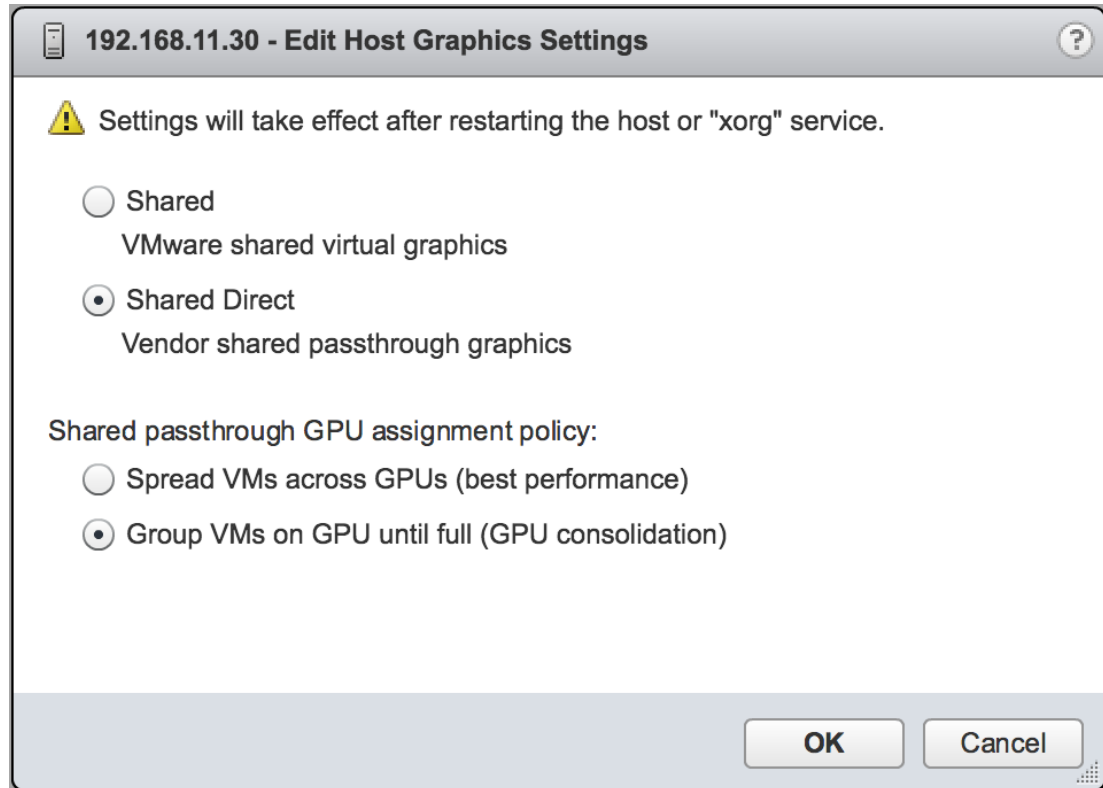 192.168.11.30 - Edit Host Graphics Settings
?
Settings will take effect after restarting the host or "xorg" service.
Shared
VMware shared virtual graphics
Shared Direct
Vendor shared passthrough graphics
Shared passthrough GPU assignment policy:
Spread VMs across GPUs (best performance)
Group VMs on GPU until full (GPU consolidation)
OK Cancel